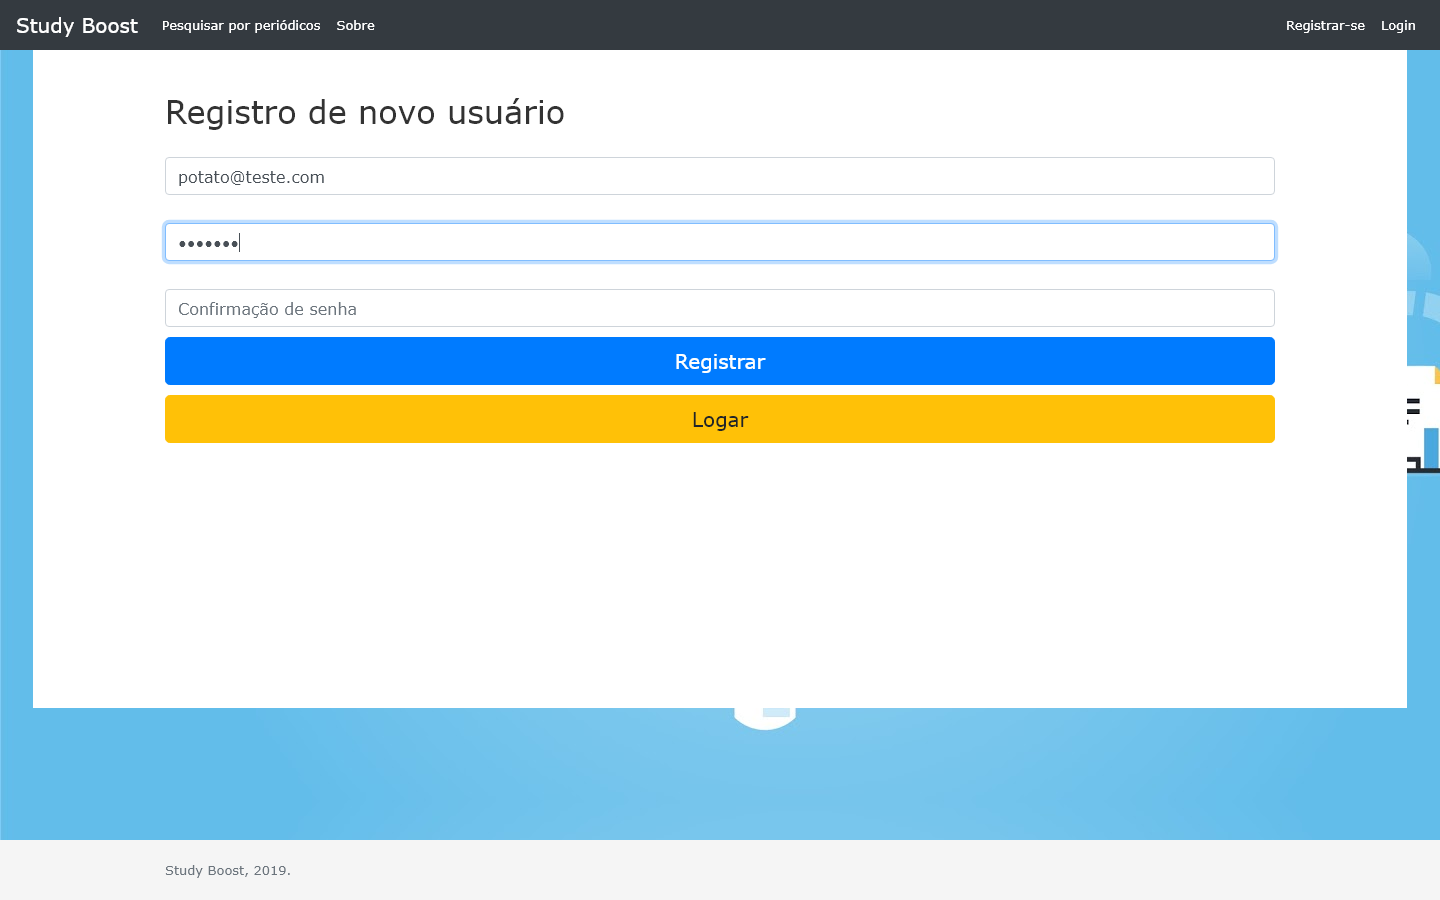 Study Boost Pesquisar por periódicos Sobre Registrar-se Login
Registro de novo usuário
potato@teste.com
•••••••
Confirmação de senha
Registrar
Logar
Study Boost, 2019.